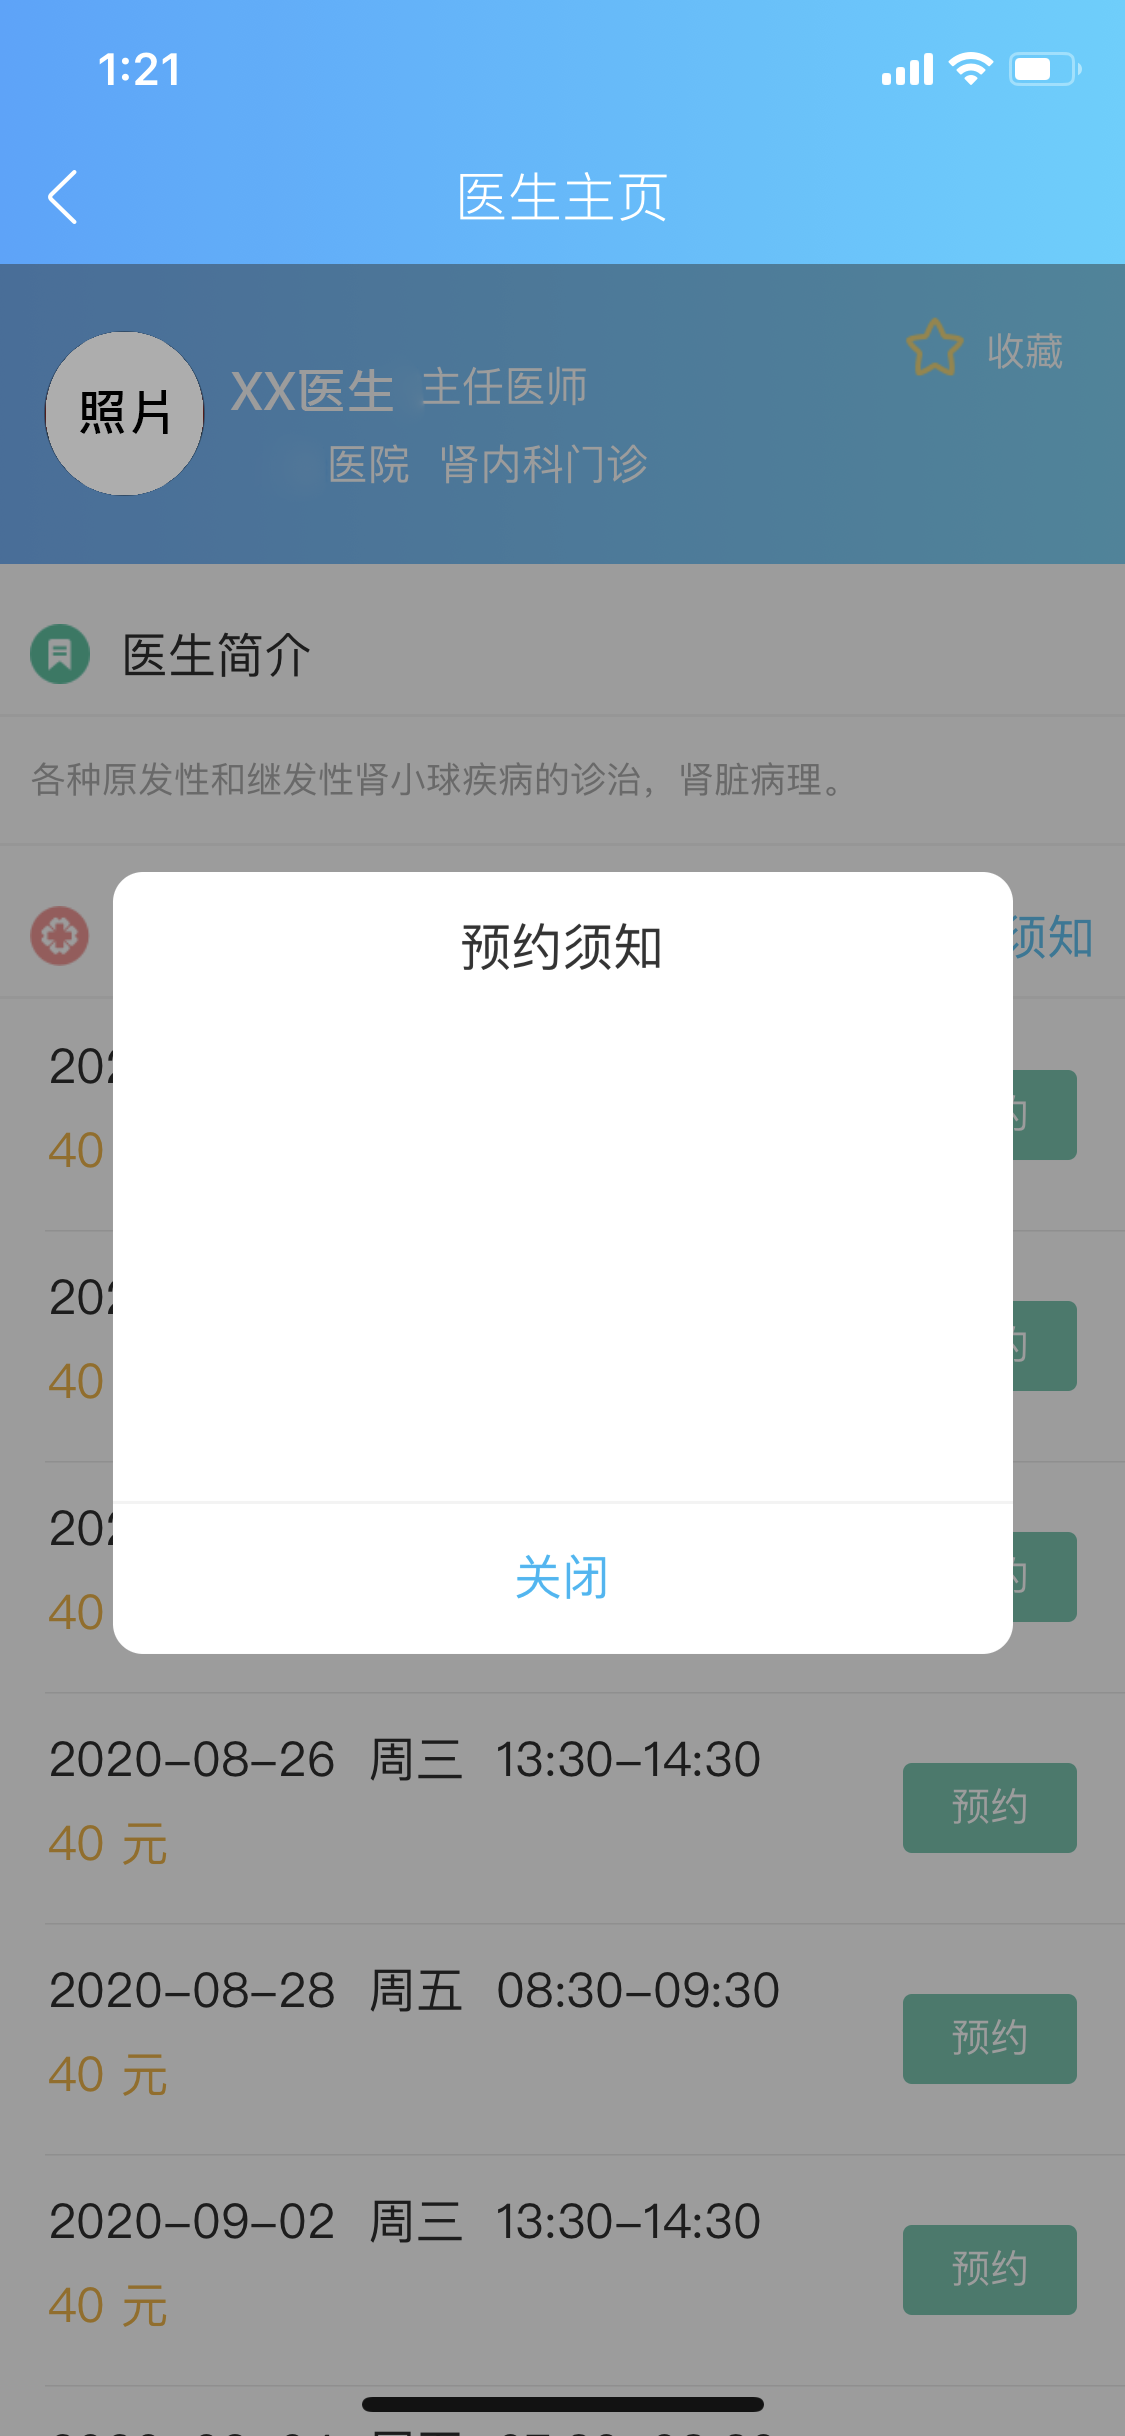 1:21
医生主页
照片
XX医生 主任医师
收藏
医院 肾内科门诊
医生简介
各种原发性和继发性肾小球疾病的诊治，肾脏病理。
须知
预约须知
202
40
约
202
40
约
202
40
约
关闭
2020-08-26 周三 13:30-14:30
40 元
预约
2020-08-28 周五 08:30-09:30
40 元
预约
2020-09-02 周三 13:30-14:30
40 元
预约